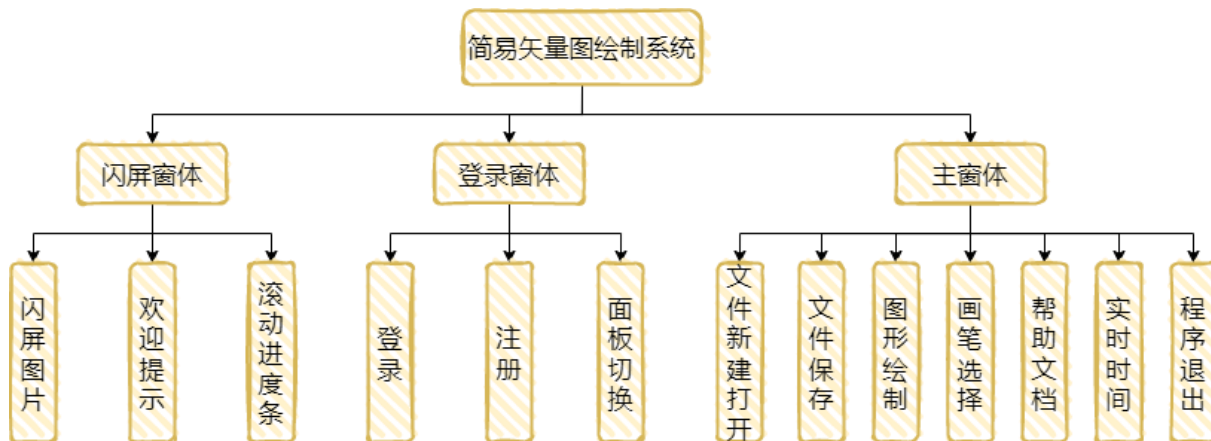 简易矢量图绘制系统
闪屏窗体
登录窗体
主窗体
闪屏图片
欢迎提示
滚动进度条
登录
注册
面板切换
文件新建打开
文件保存
图形绘制
画笔选择
帮助文档
实时时间
程序退出